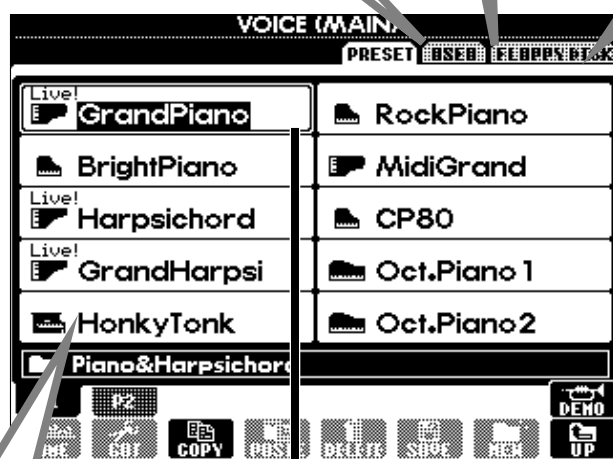 VOICE (MAIN)
PRESET USER FLOPPY DISK
Live!
GrandPiano
RockPiano
BrightPiano
MidiGrand
Live!
Harpsichord
CP80
Live!
GrandHarpsi
Oct.Piano1
HonkyTonk
Oct.Piano2
Piano&Harpsichord
P2
DEMO
COPY DELETE SAVE UP